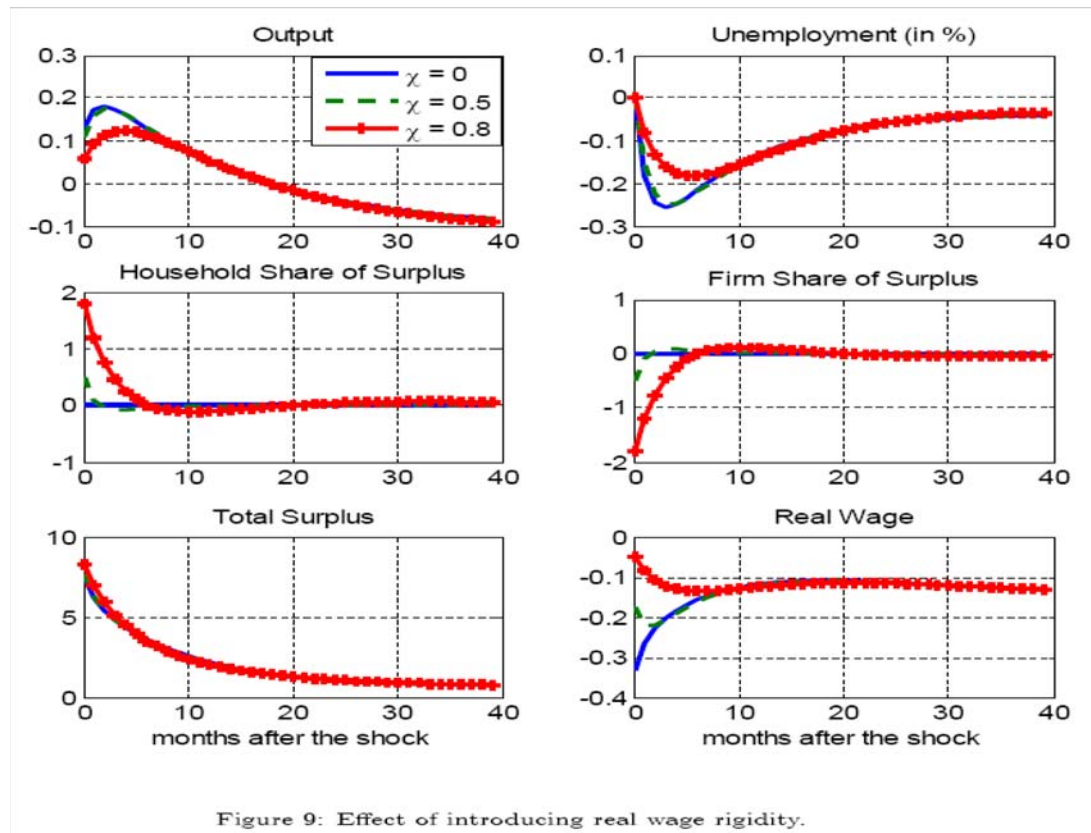 Output
0.3
0.2
0.1
0
-0.1
0 10 20 30 40
χ = 0
χ = 0.5
χ = 0.8
Unemployment (in %)
0.1
0
-0.1
-0.2
-0.3
0 10 20 30 40
Household Share of Surplus
2
1
0
-1
0 10 20 30 40
Firm Share of Surplus
1
0
-1
-2
0 10 20 30 40
Total Surplus
10
5
0
0 10 20 30 40
months after the shock
Real Wage
0
-0.1
-0.2
-0.3
-0.4
0 10 20 30 40
months after the shock
Figure 9: Effect of introducing real wage rigidity.